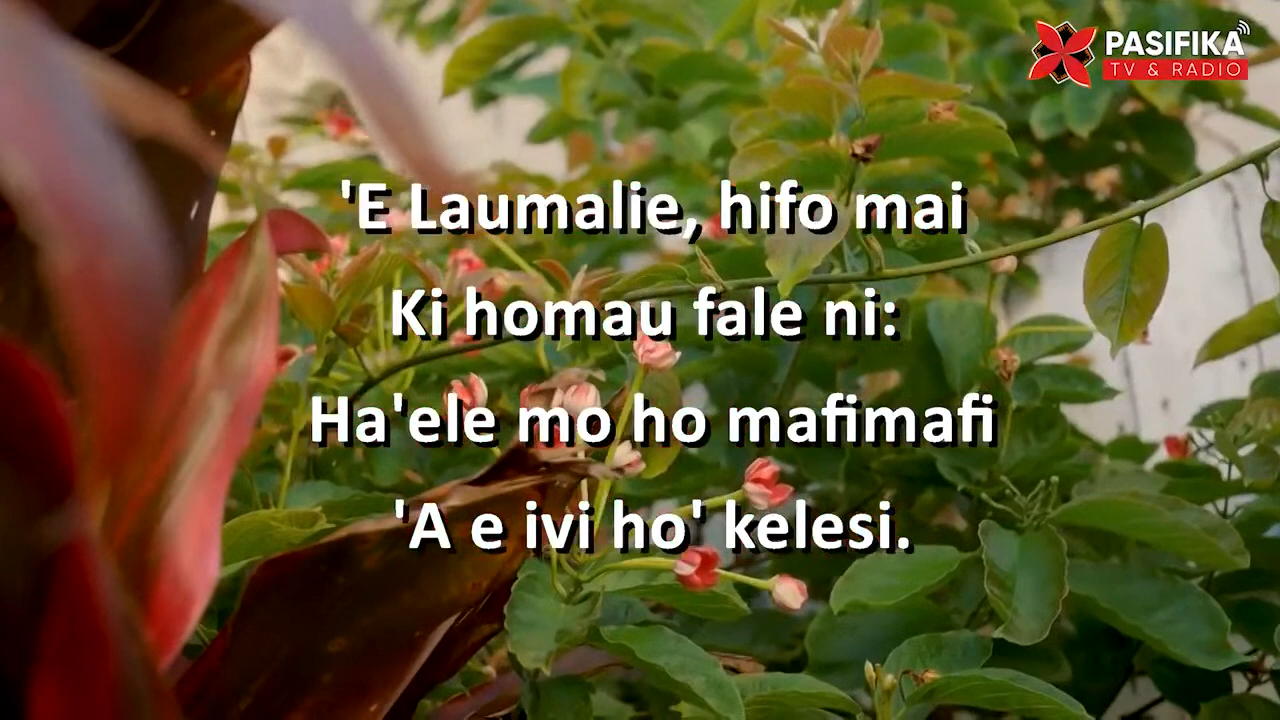 PASIFIKA
TV & RADIO
'E Laumalie, hifo mai
Ki homau fale ni:
Ha'ele mo ho mafimafi
'A e ivi ho' kelesi.